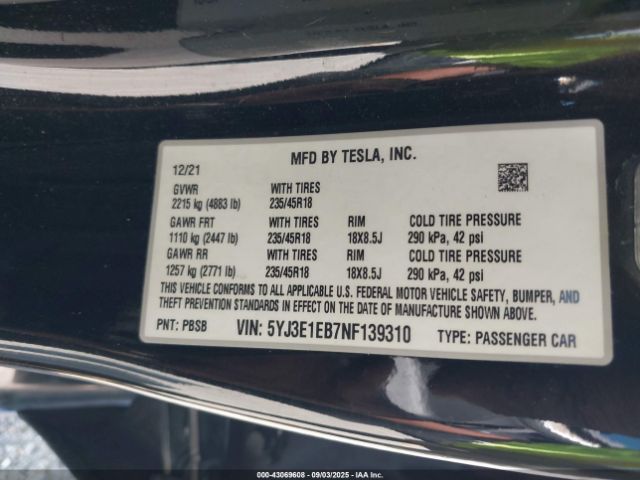 MFD BY TESLA, INC.
12/21
GVWR WITH TIRES
2215 kg (4883 lb) 235/45R18
GAWR FRT WITH TIRES RIM COLD TIRE PRESSURE
1110 kg (2447 lb) 235/45R18 18X8.5J 290 kPa, 42 psi
GAWR RR WITH TIRES RIM COLD TIRE PRESSURE
1257 kg (2771 lb) 235/45R18 18X8.5J 290 kPa, 42 psi
THIS VEHICLE CONFORMS TO ALL APPLICABLE U.S. FEDERAL MOTOR VEHICLE SAFETY, BUMPER, AND
THEFT PREVENTION STANDARDS IN EFFECT ON THE DATE OF MANUFACTURE SHOWN ABOVE.
PNT: PBSB VIN: 5YJ3E1EB7NF139310 TYPE: PASSENGER CAR
000-43069608 - 09/03/2025 - IAA Inc.